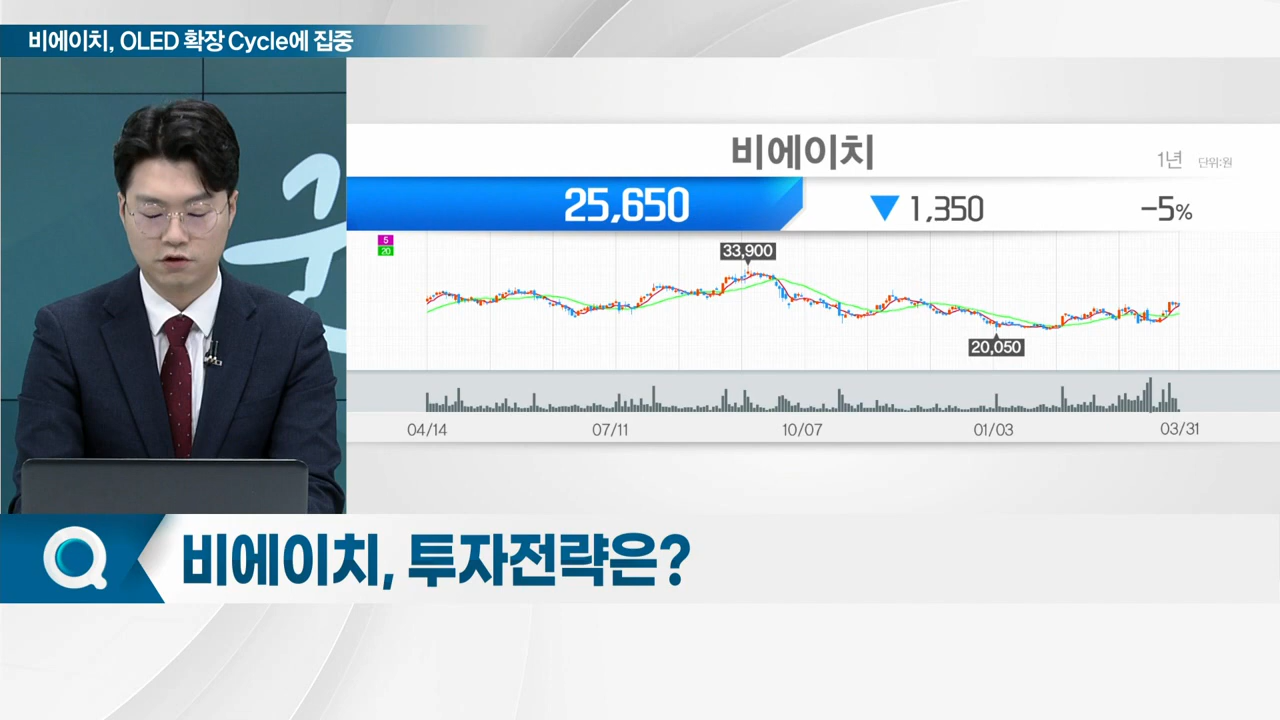 비에이치, OLED 확장 Cycle에 집중
비에이치
1년 단위:원
25,650 ▼ 1,350 -5%
5
20
33,900
20,050
04/14 07/11 10/07 01/03 03/31
Q 비에이치, 투자전략은?